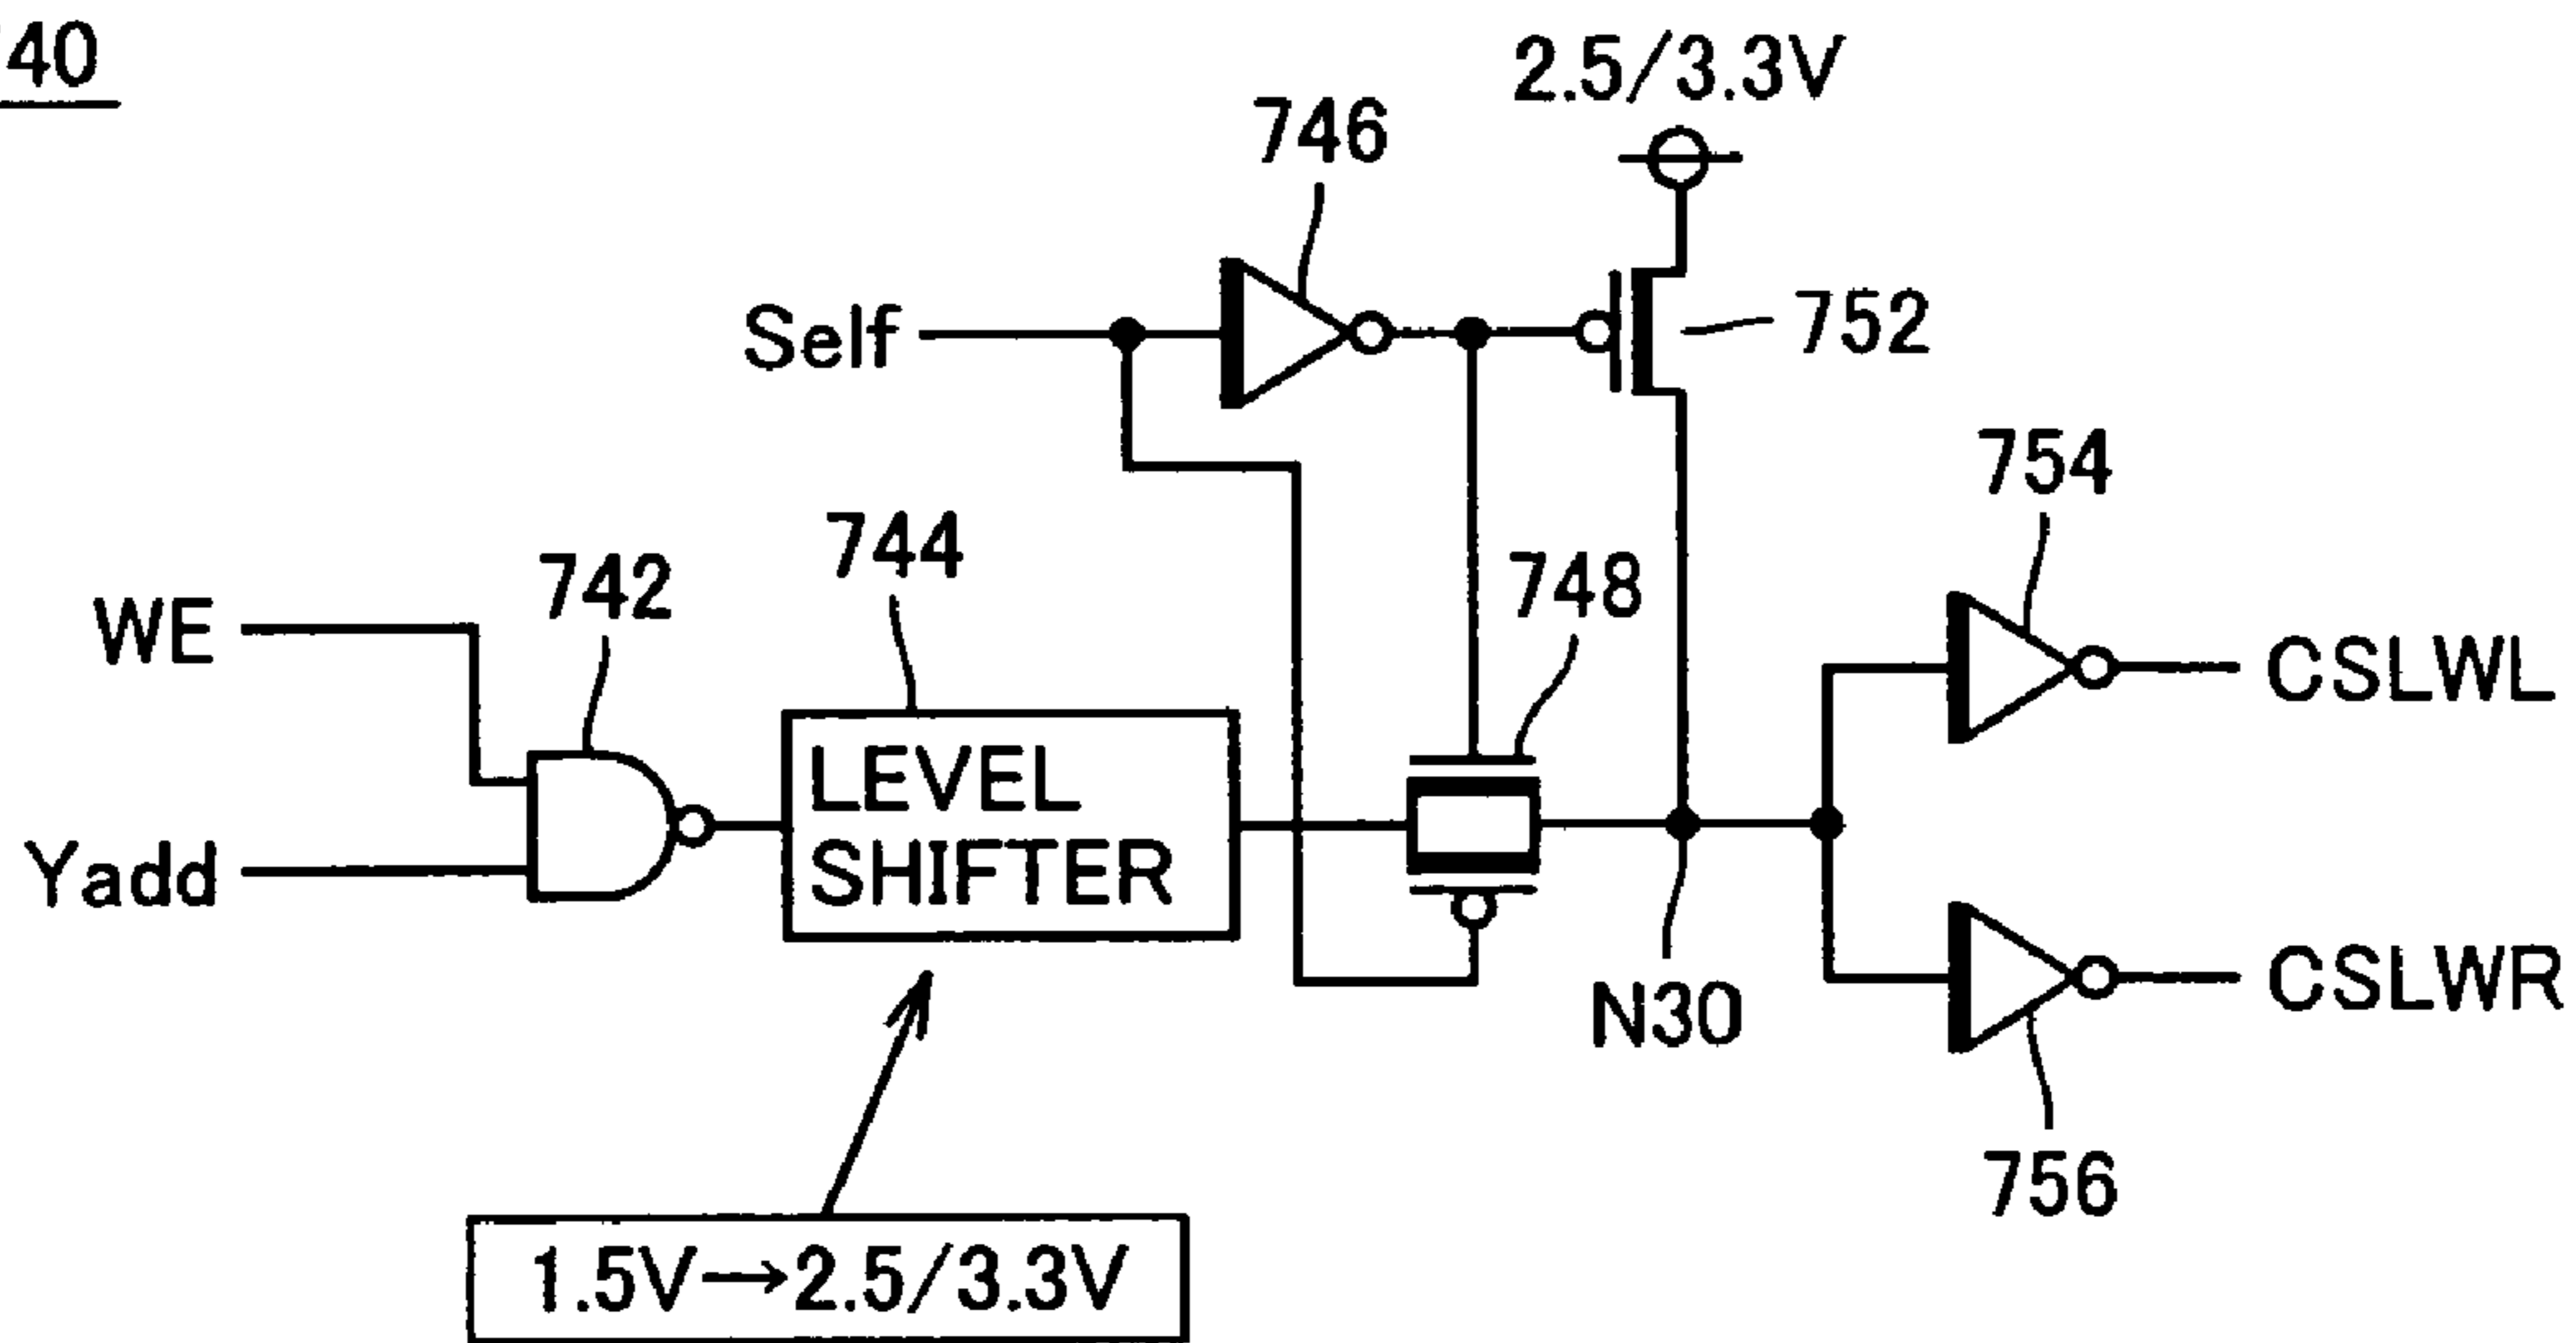 40
2.5/3.3V
746
Self
752
754
744
742
748
WE
CSLWL
LEVEL
SHIFTER
Yadd
CSLWR
N30
756
1.5V→2.5/3.3V